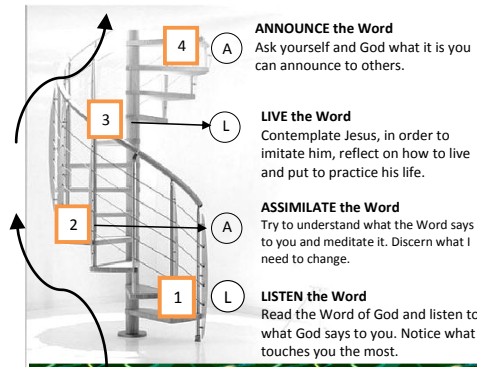 ANNOUNCE the Word
4
A
Ask yourself and God what it is you
can announce to others.
3
L
LIVE the Word
Contemplate Jesus, in order to
imitate him, reflect on how to live
and put to practice his life.
2
A
ASSIMILATE the Word
Try to understand what the Word says
to you and meditate it. Discern what I
need to change.
1
L
LISTEN the Word
Read the Word of God and listen to
what God says to you. Notice what
touches you the most.